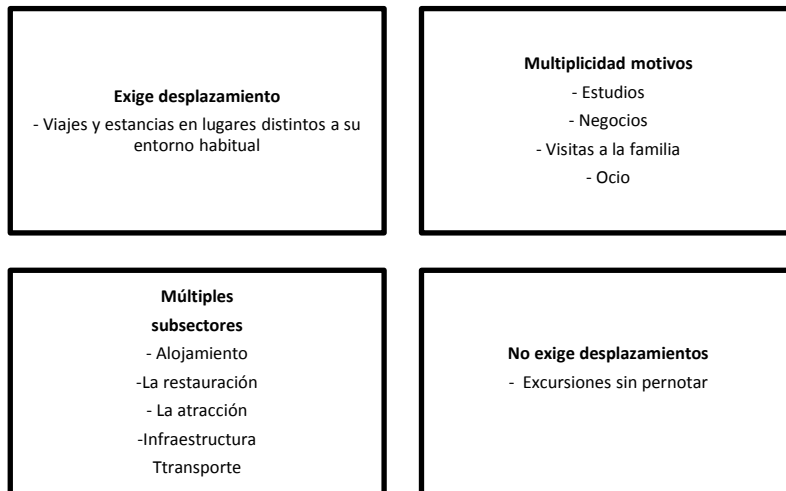 Exige desplazamiento
- Viajes y estancias en lugares distintos a su
entorno habitual
Multiplicidad motivos
- Estudios
- Negocios
- Visitas a la familia
- Ocio
Múltiples
subsectores
- Alojamiento
-La restauración
- La atracción
-Infraestructura
Ttransporte
No exige desplazamientos
- Excursiones sin pernotar